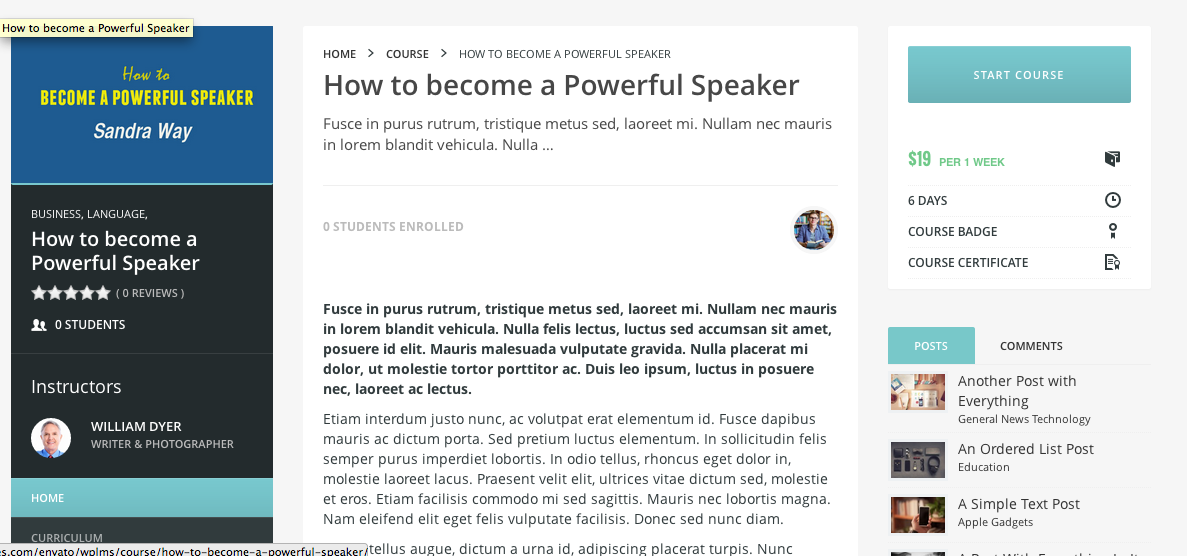 How to become a Powerful Speaker
How to
BECOME A POWERFUL SPEAKER
Sandra Way
BUSINESS, LANGUAGE,
How to become a
Powerful Speaker
( 0 REVIEWS )
0 STUDENTS
Instructors
WILLIAM DYER
WRITER & PHOTOGRAPHER
HOME
CURRICULUM
es.com/envato/wplms/course/how-to-become-a-powerful-speaker/
HOME > COURSE > HOW TO BECOME A POWERFUL SPEAKER
How to become a Powerful Speaker
Fusce in purus rutrum, tristique metus sed, laoreet mi. Nullam nec mauris
in lorem blandit vehicula. Nulla ...
0 STUDENTS ENROLLED
Fusce in purus rutrum, tristique metus sed, laoreet mi. Nullam nec mauris
in lorem blandit vehicula. Nulla felis lectus, luctus sed accumsan sit amet,
posuere id elit. Mauris malesuada vulputate gravida. Nulla placerat mi
dolor, ut molestie tortor porttitor ac. Duis leo ipsum, luctus in posuere
nec, laoreet ac lectus.
Etiam interdum justo nunc, ac volutpat erat elementum id. Fusce dapibus
mauris ac dictum porta. Sed pretium luctus elementum. In sollicitudin felis
semper purus imperdiet lobortis. In odio tellus, rhoncus eget dolor in,
molestie laoreet lacus. Praesent velit elit, ultrices vitae dictum sed, molestie
et eros. Etiam facilisis commodo mi sed sagittis. Mauris nec lobortis magna.
Nam eleifend elit eget felis vulputate facilisis. Donec sed nunc diam.
tellus augue, dictum a urna id, adipiscing placerat turpis. Nunc
START COURSE
$19 PER 1 WEEK
6 DAYS
COURSE BADGE
COURSE CERTIFICATE
POSTS
COMMENTS
Another Post with
Everything
General News Technology
An Ordered List Post
Education
A Simple Text Post
Apple Gadgets